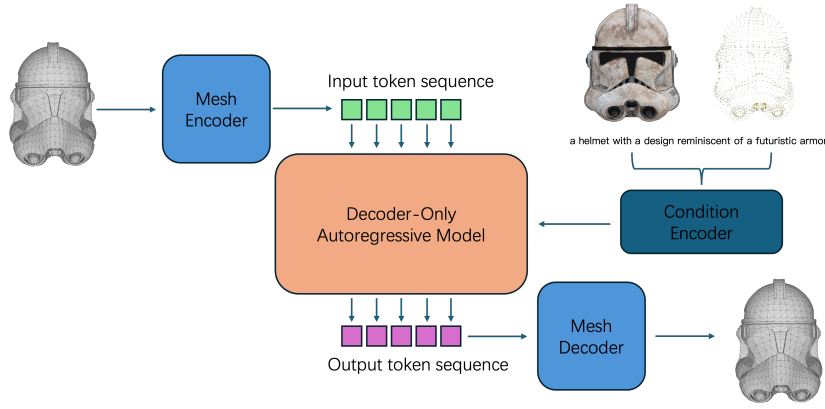 Mesh
Encoder
Input token sequence
a helmet with a design reminiscent of a futuristic armor
Decoder-Only
Autoregressive Model
Condition
Encoder
Output token sequence
Mesh
Decoder